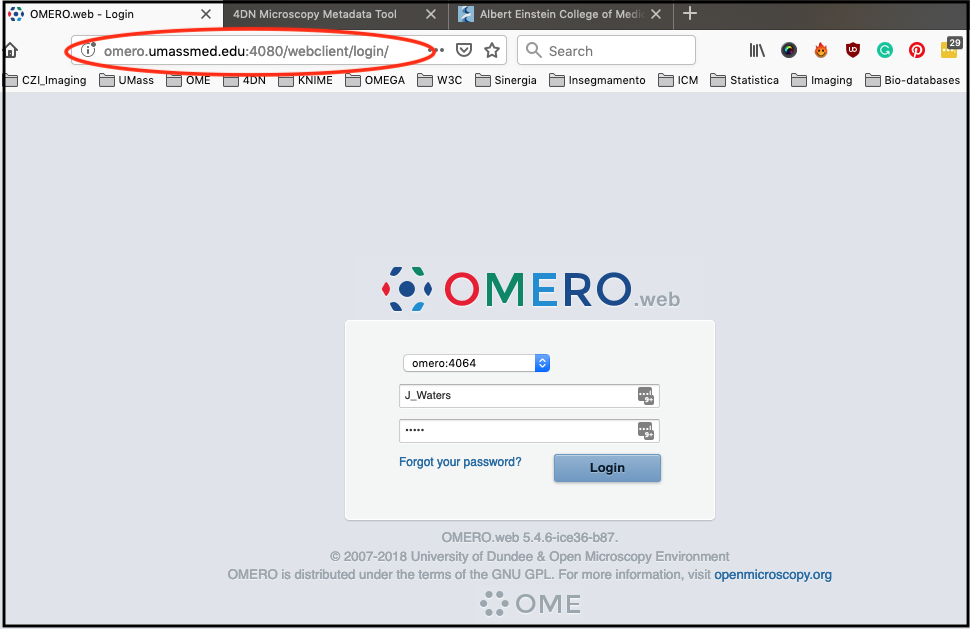 OMERO.web - Login
4DN Microscopy Metadata Tool
Albert Einstein College of Medi
omero.umassmed.edu:4080/webclient/login/
Search
29
CZI_Imaging
UMass
OME
4DN
KNIME
OMEGA
W3C
Sinergia
Insegmamento
ICM
Statistica
Imaging
Bio-databases
OMERO.web
omero:4064
J_Waters
•••••
Forgot your password?
Login
OMERO.web 5.4.6-ice36-b87.
© 2007-2018 University of Dundee & Open Microscopy Environment
OMERO is distributed under the terms of the GNU GPL. For more information, visit openmicroscopy.org
OME